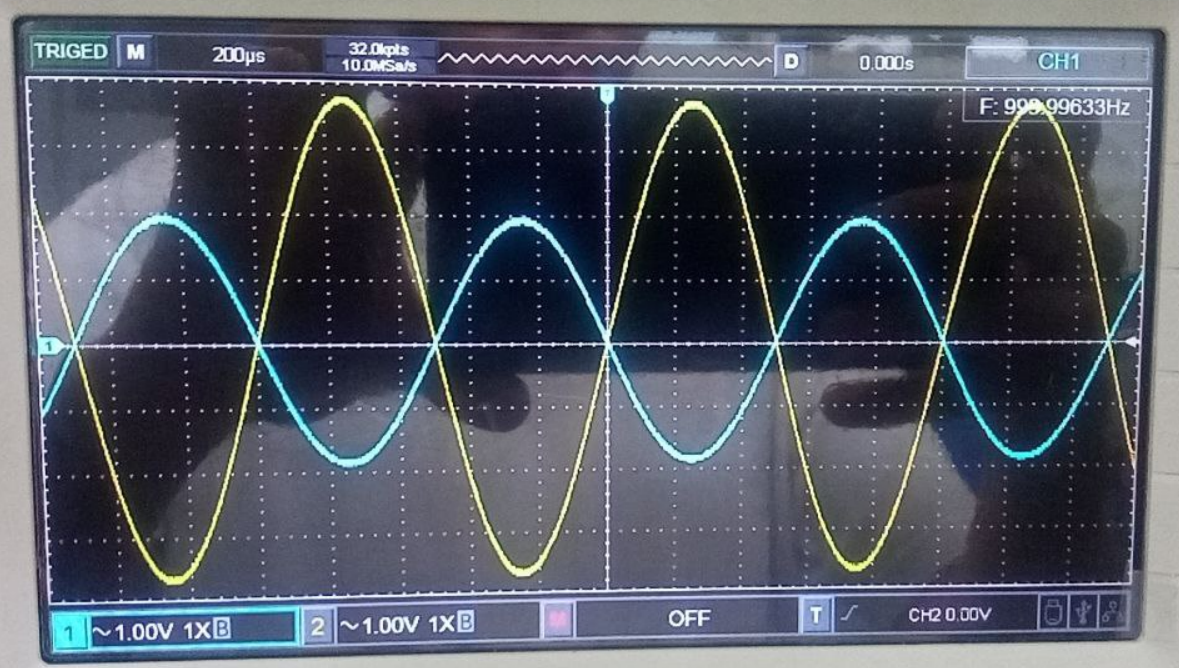 TRIGED M 200μs 32.0kpts D 0.000s CH1
10.0MSa/s
T
F: 999.99633Hz
1
1 ~1.00V 1X B 2 ~1.00V 1X B M OFF T CH2 0.00V